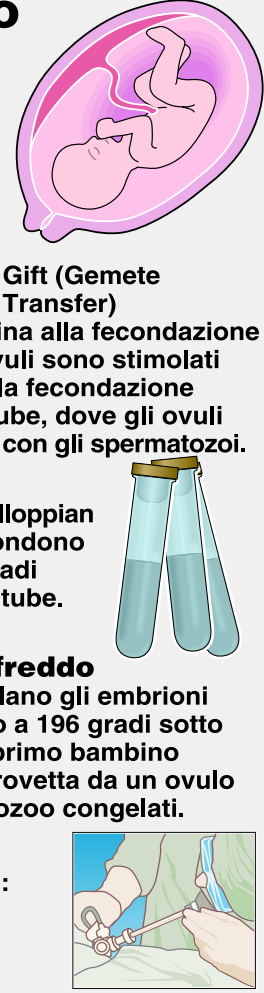 o
Gift (Gemete
Transfer)
ina alla fecondazione
vuli sono stimolati
la fecondazione
ube, dove gli ovuli
con gli spermatozoi.
lloppian
ondono
adi
tube.
freddo
lano gli embrioni
o a 196 gradi sotto
primo bambino
rovetta da un ovulo
ozoo congelati.
: